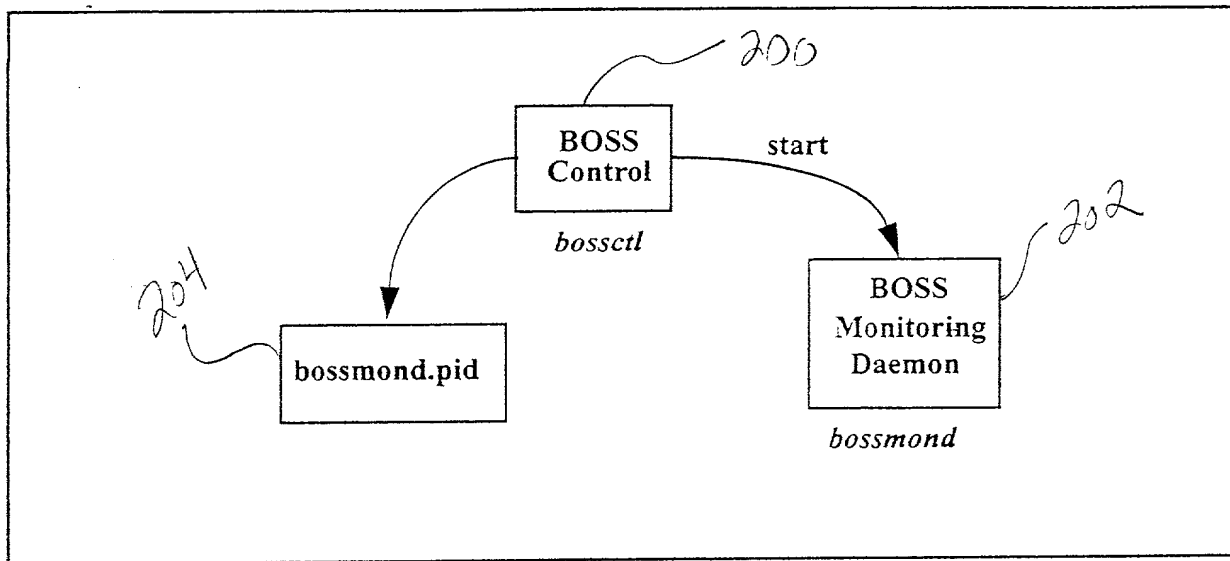 200
BOSS
Control
start
bossctl
202
204
bossmond.pid
BOSS
Monitoring
Daemon
bossmond